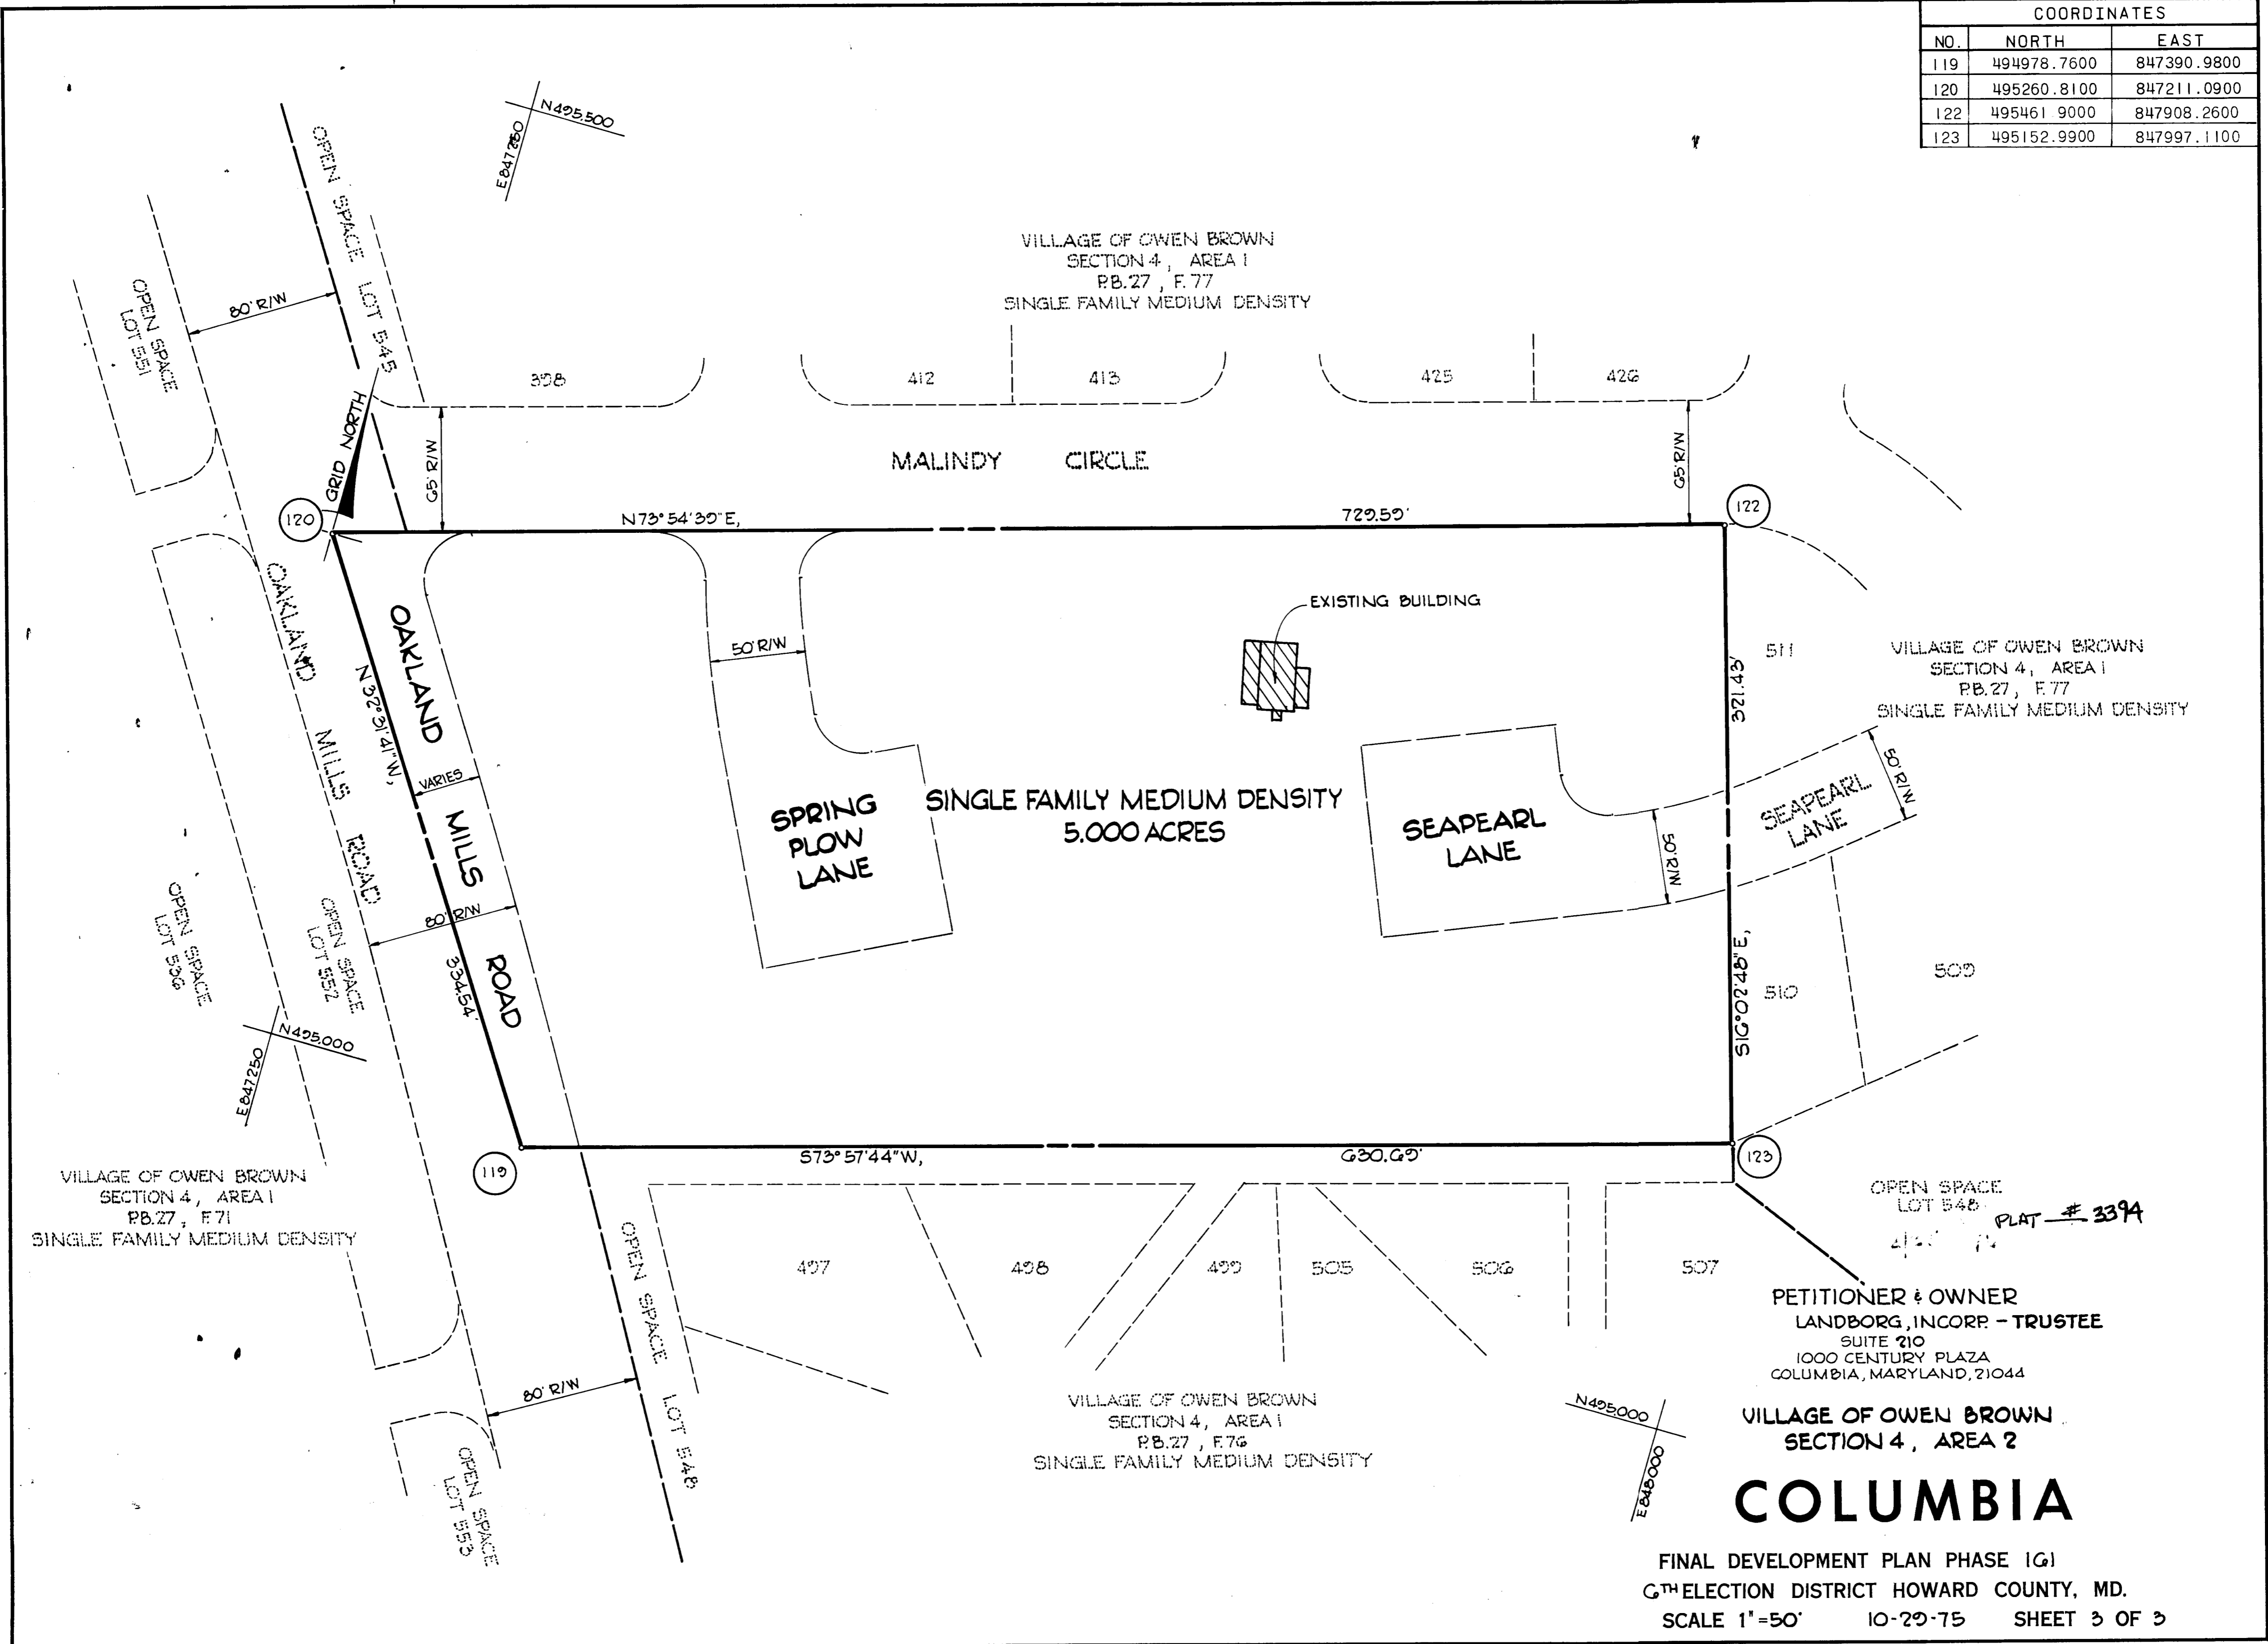 COORDINATES
NO. NORTH EAST
119 494978.7600 847390.9800
120 495260.8100 847211.0900
122 495461.9000 847908.2600
123 495152.9900 847997.1100
N495,500
E847250
OPEN SPACE LOT 545
OPEN SPACE
LOT 551
80' R/W
VILLAGE OF OWEN BROWN
SECTION 4, AREA 1
P.B. 27, F. 77
SINGLE FAMILY MEDIUM DENSITY
398
412
413
425
426
GRID NORTH
65' R/W
MALINDY CIRCLE
65' R/W
120
N73°54'39"E,
729.59'
122
OAKLAND MILLS ROAD
OAKLAND MILLS ROAD
N32°31'41"W,
334.54'
VARIES
80' R/W
50' R/W
EXISTING BUILDING
511
321.43'
VILLAGE OF OWEN BROWN
SECTION 4, AREA 1
P.B. 27, F. 77
SINGLE FAMILY MEDIUM DENSITY
SPRING
PLOW
LANE
SINGLE FAMILY MEDIUM DENSITY
5.000 ACRES
SEAPEARL
LANE
50' R/W
SEAPEARL
LANE
50' R/W
OPEN SPACE
LOT 536
OPEN SPACE
LOT 552
S16°02'48"E,
510
509
N495,000
E847250
119
S73°57'44"W,
630.69'
123
VILLAGE OF OWEN BROWN
SECTION 4, AREA 1
P.B. 27, F. 71
SINGLE FAMILY MEDIUM DENSITY
OPEN SPACE LOT 548
497
498
499
505
506
507
OPEN SPACE
LOT 548
PLAT # 3394
80' R/W
OPEN SPACE
LOT 553
VILLAGE OF OWEN BROWN
SECTION 4, AREA 1
P.B. 27, F. 76
SINGLE FAMILY MEDIUM DENSITY
N495,000
E848000
PETITIONER & OWNER
LANDBORG, INCORP. - TRUSTEE
SUITE 210
1000 CENTURY PLAZA
COLUMBIA, MARYLAND, 21044
VILLAGE OF OWEN BROWN
SECTION 4, AREA 2
COLUMBIA
FINAL DEVELOPMENT PLAN PHASE 161
6TH ELECTION DISTRICT HOWARD COUNTY, MD.
SCALE 1"=50' 10-29-75 SHEET 3 OF 3